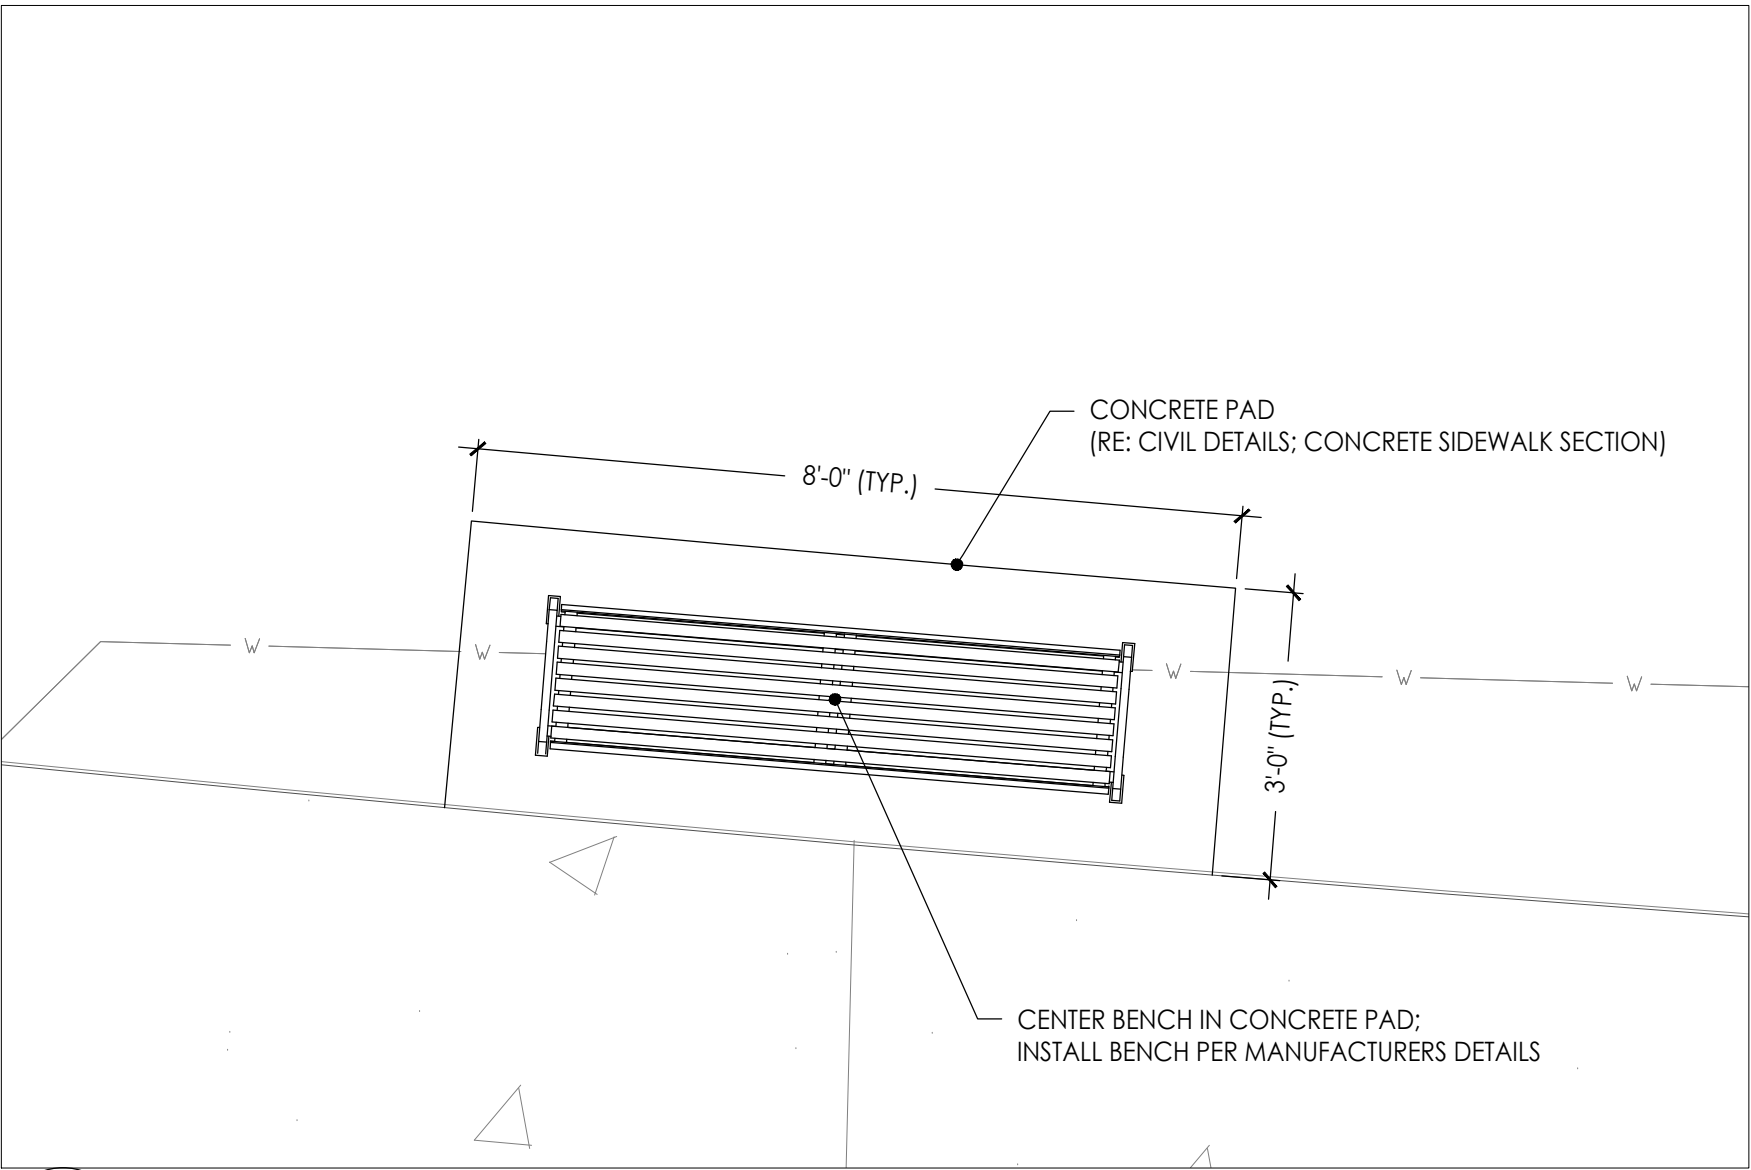 CONCRETE PAD
(RE: CIVIL DETAILS; CONCRETE SIDEWALK SECTION)
8'-0" (TYP.)
W
W
W
W
W
3'-0" (TYP.)
CENTER BENCH IN CONCRETE PAD;
INSTALL BENCH PER MANUFACTURERS DETAILS